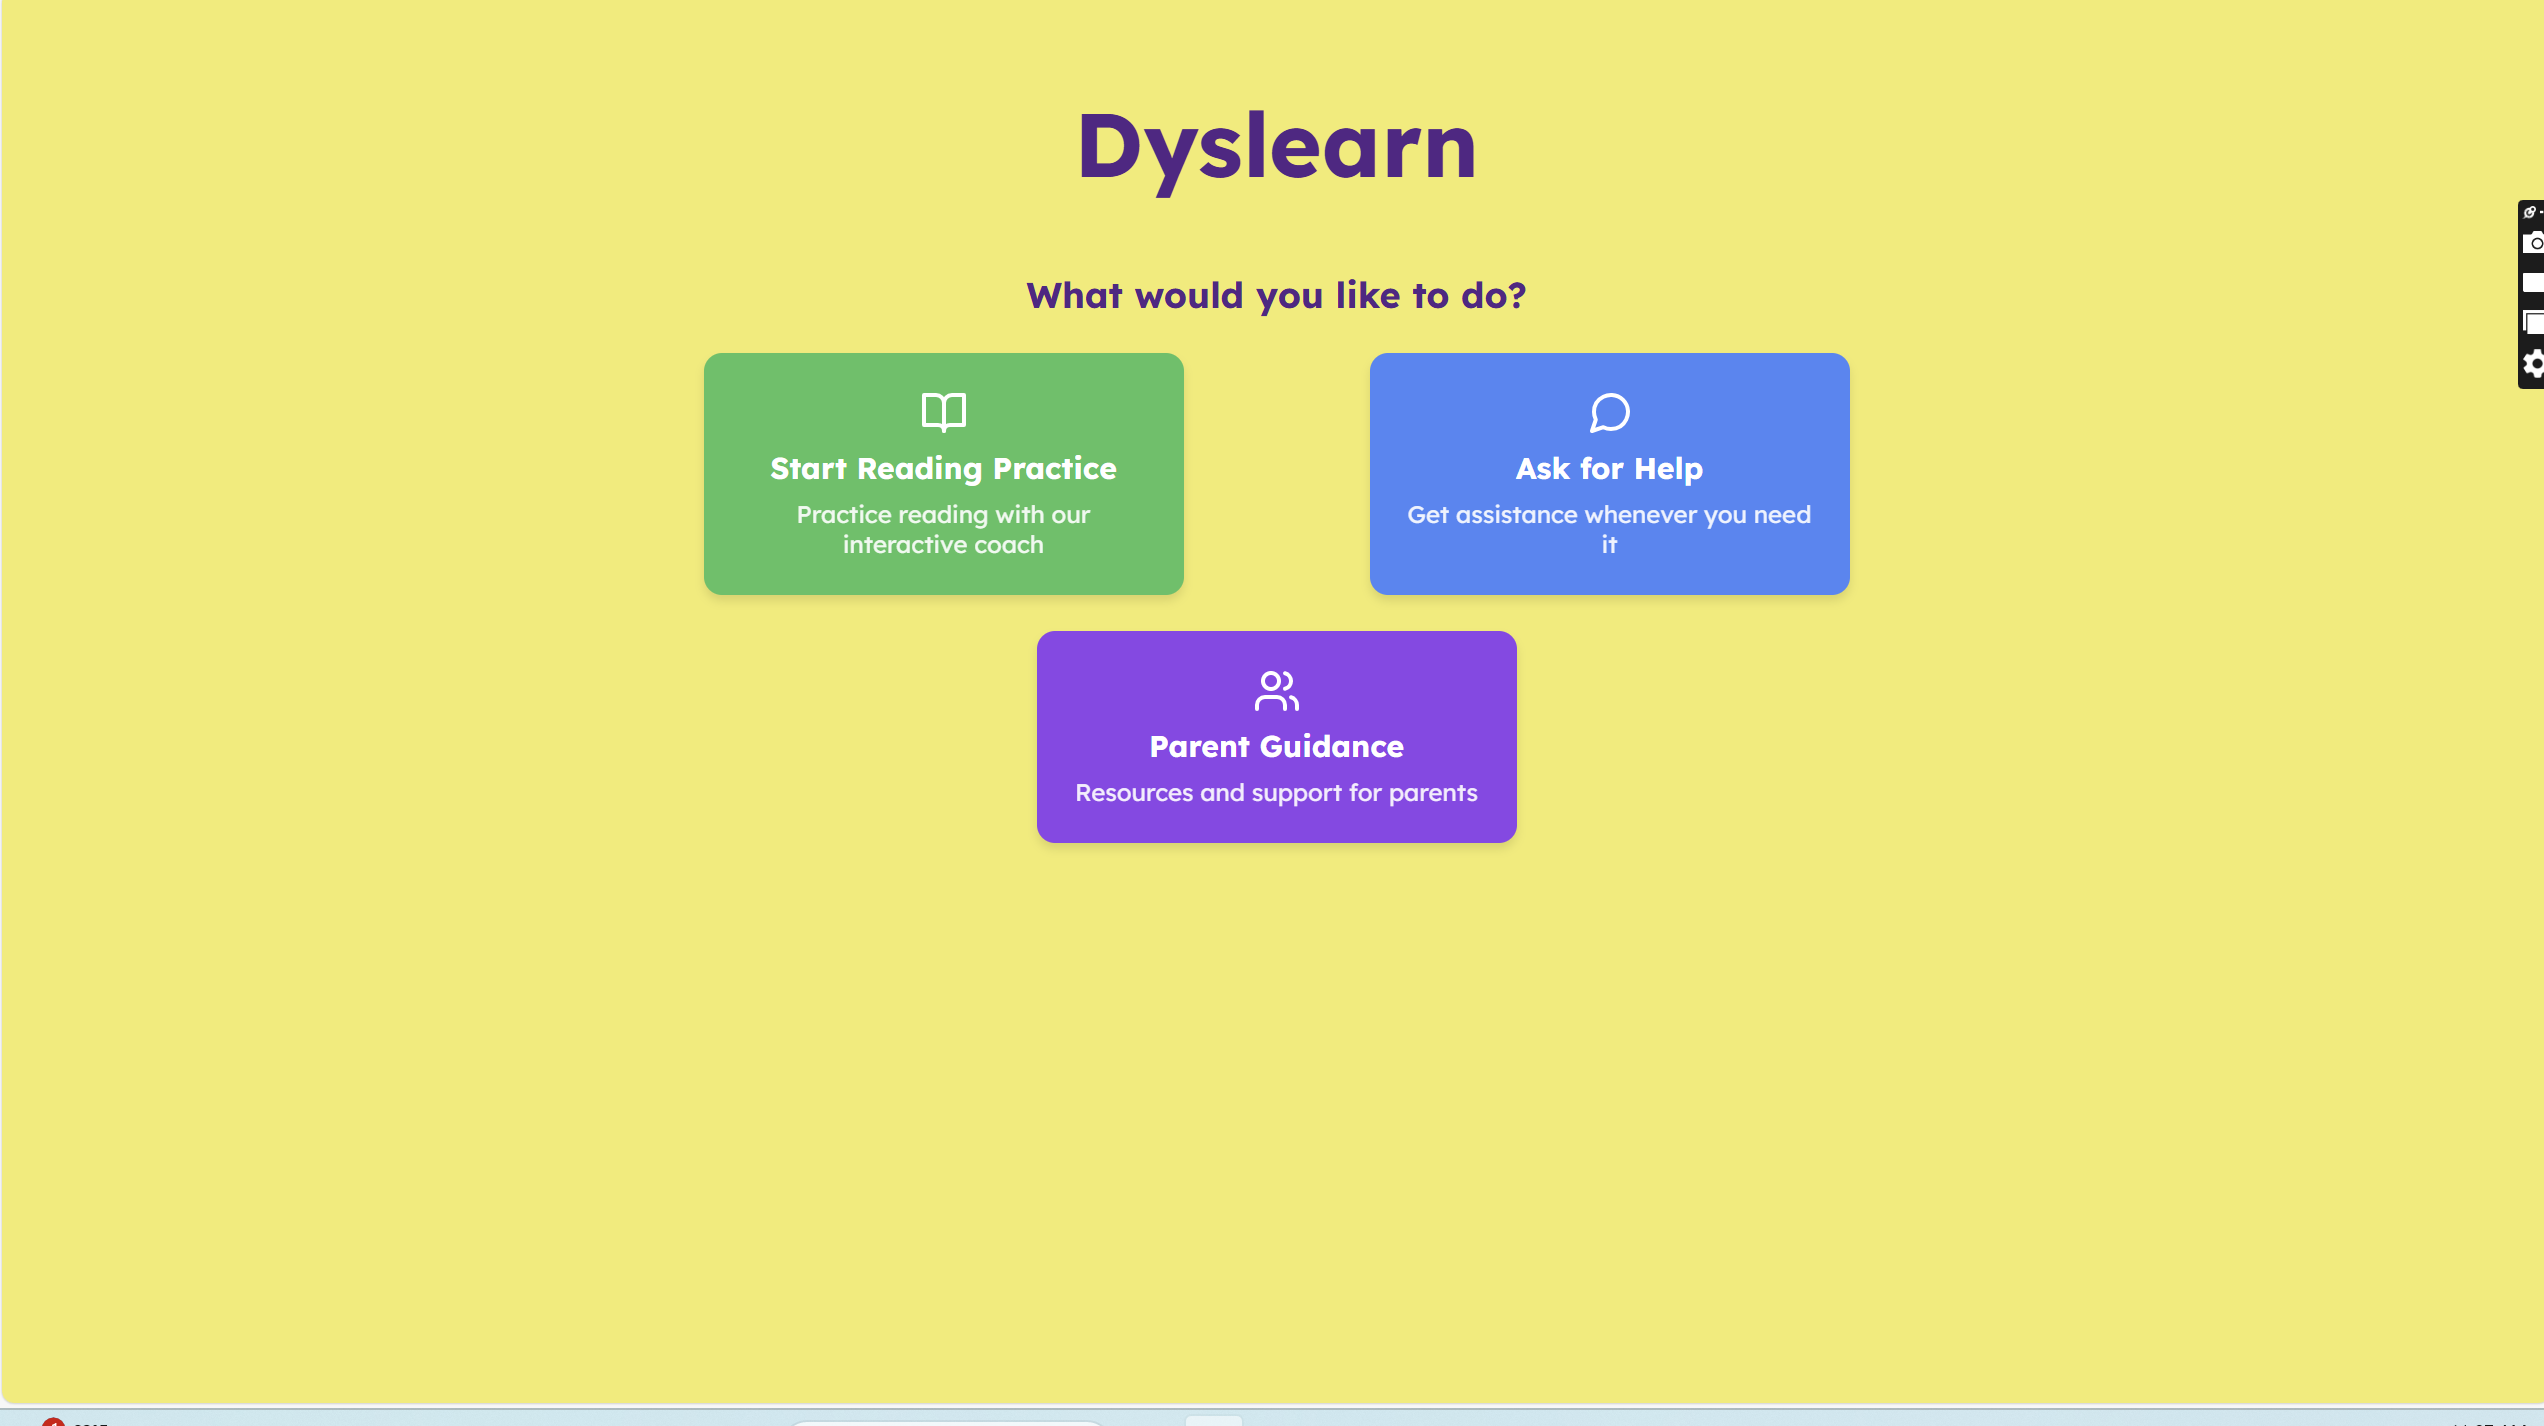 Dyslearn
What would you like to do?
Start Reading Practice
Practice reading with our
interactive coach
Ask for Help
Get assistance whenever you need
it
Parent Guidance
Resources and support for parents